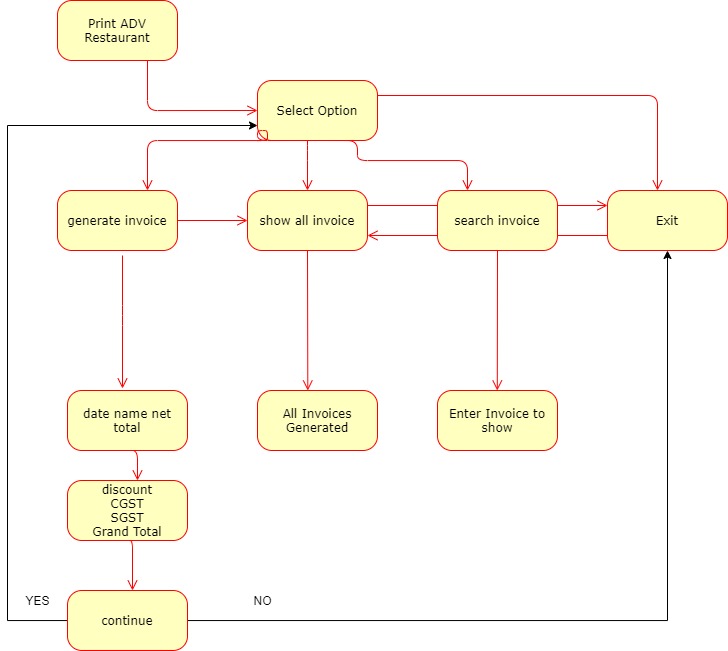 Print ADV
Restaurant
Select Option
generate invoice
show all invoice
search invoice
Exit
date name net
total
All Invoices
Generated
Enter Invoice to
show
discount
CGST
SGST
Grand Total
YES
NO
continue